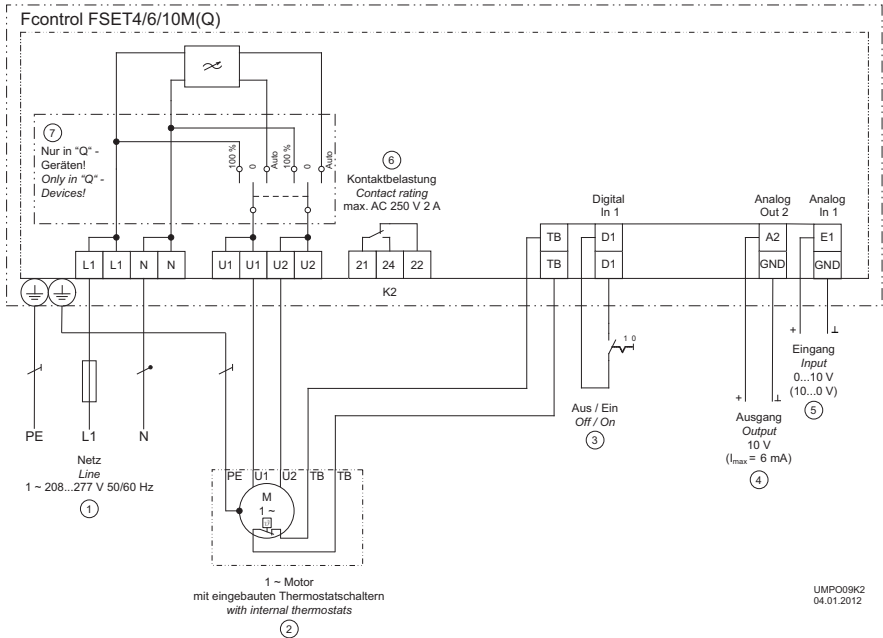 Fcontrol FSET4/6/10M(Q)
7
Nur in "Q" -
Geräten!
Only in "Q" -
Devices!
100 %
0
Auto
100 %
0
Auto
6
Kontaktbelastung
Contact rating
max. AC 250 V 2 A
Digital
In 1
Analog
Out 2
Analog
In 1
L1 L1 N N
U1 U1 U2 U2
21 24 22
K2
TB
TB
D1
D1
A2
GND
E1
GND
1 0
PE
L1
N
Netz
Line
1 ~ 208...277 V 50/60 Hz
1
PE U1 U2 TB TB
M
1 ~
1 ~ Motor
mit eingebauten Thermostatschaltern
with internal thermostats
2
Aus / Ein
Off / On
3
+ ⊥
Ausgang
Output
10 V
(Imax = 6 mA)
4
+ ⊥
Eingang
Input
0...10 V
(10...0 V)
5
UMPO09K2
04.01.2012